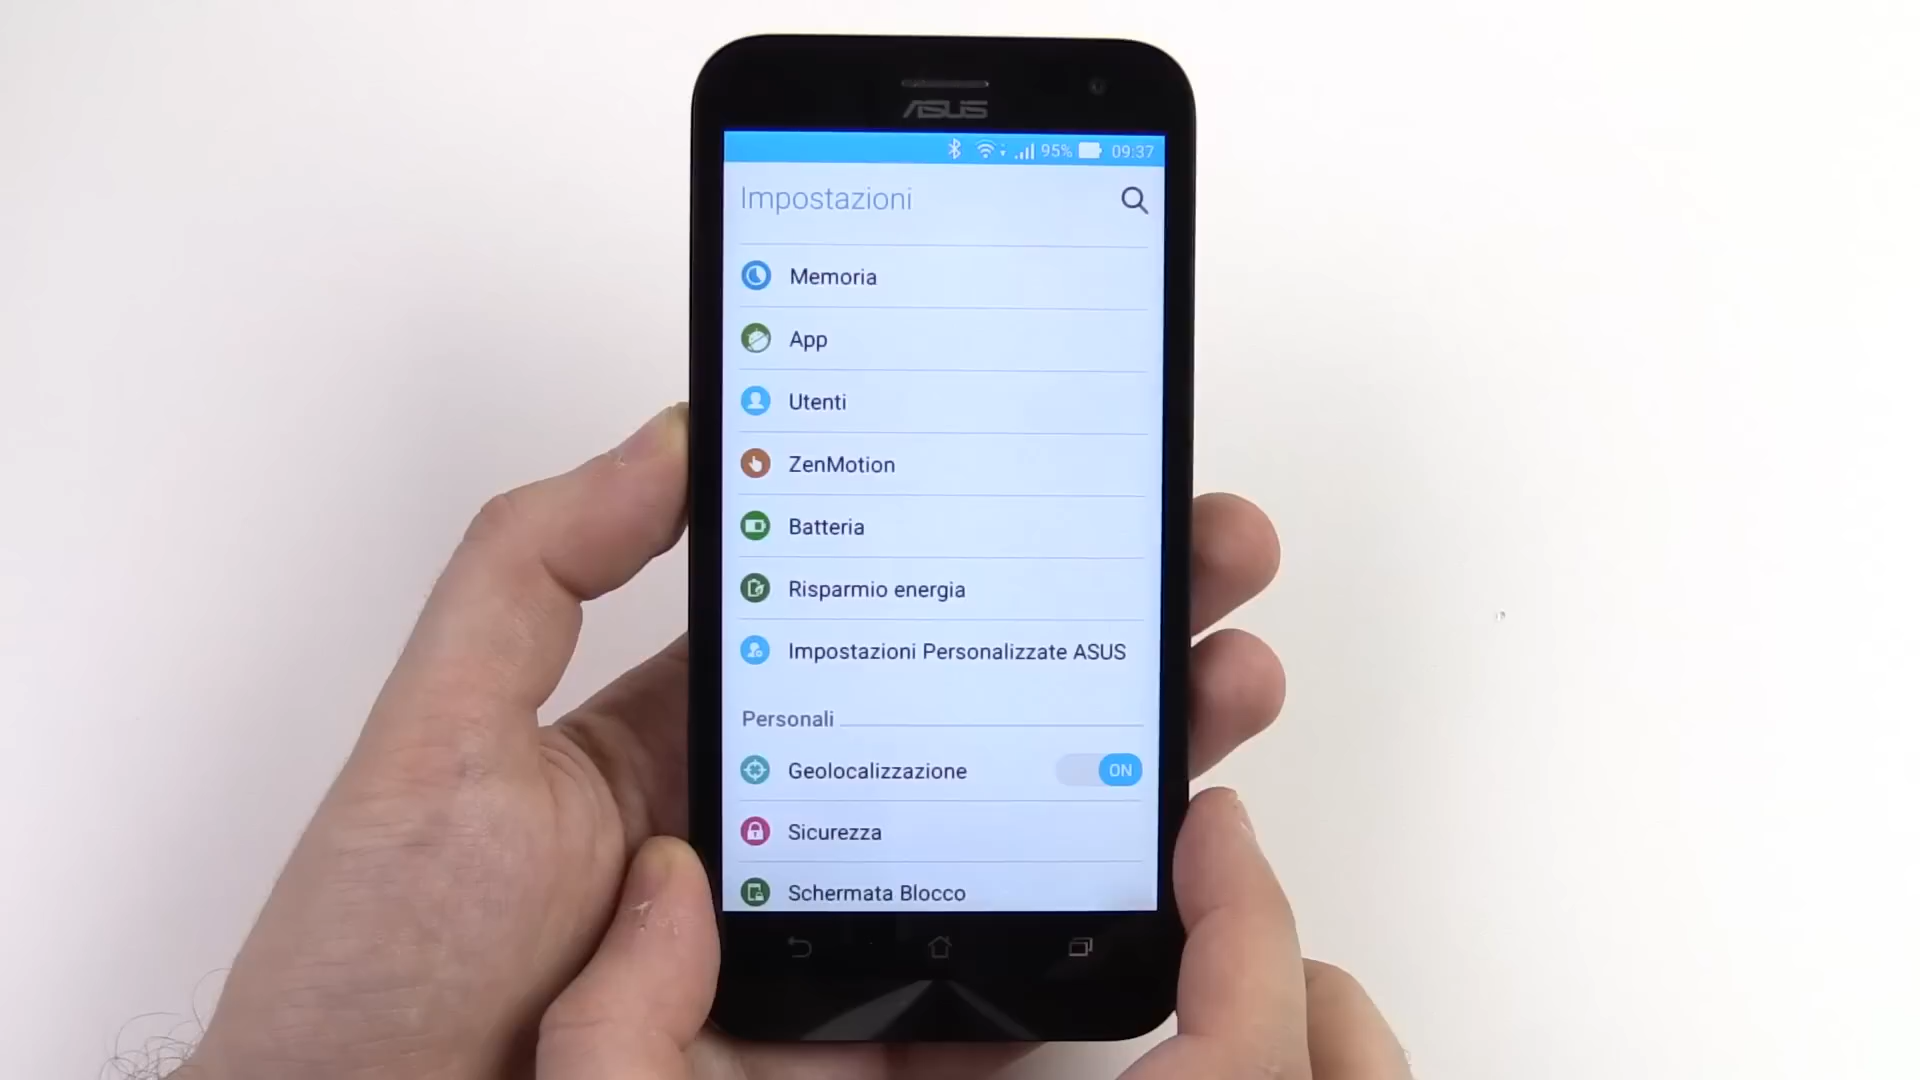 ASUS
95% 09:37
Impostazioni
Memoria
App
Utenti
ZenMotion
Batteria
Risparmio energia
Impostazioni Personalizzate ASUS
Personali
Geolocalizzazione ON
Sicurezza
Schermata Blocco